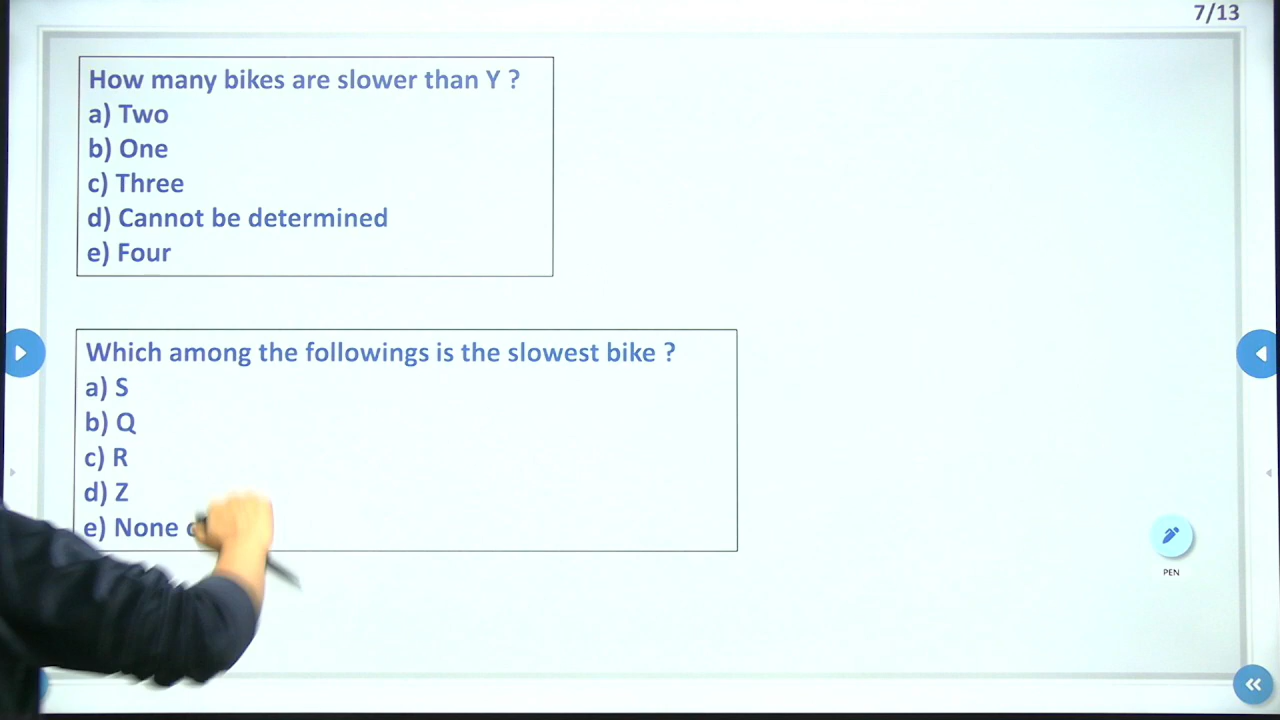 7/13
How many bikes are slower than Y ?
a) Two
b) One
c) Three
d) Cannot be determined
e) Four
Which among the followings is the slowest bike ?
a) S
b) Q
c) R
d) Z
e) None
PEN